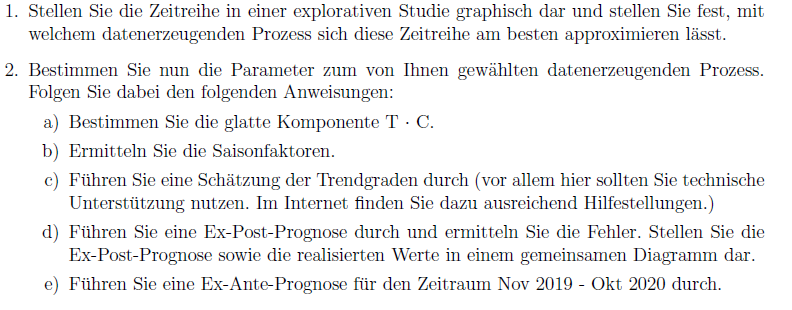 1. Stellen Sie die Zeitreihe in einer explorativen Studie graphisch dar und stellen Sie fest, mit
welchem datenerzeugenden Prozess sich diese Zeitreihe am besten approximieren lässt.
2. Bestimmen Sie nun die Parameter zum von Ihnen gewählten datenerzeugenden Prozess.
Folgen Sie dabei den folgenden Anweisungen:
a) Bestimmen Sie die glatte Komponente T · C.
b) Ermitteln Sie die Saisonfaktoren.
c) Führen Sie eine Schätzung der Trendgraden durch (vor allem hier sollten Sie technische
Unterstützung nutzen. Im Internet finden Sie dazu ausreichend Hilfestellungen.)
d) Führen Sie eine Ex-Post-Prognose durch und ermitteln Sie die Fehler. Stellen Sie die
Ex-Post-Prognose sowie die realisierten Werte in einem gemeinsamen Diagramm dar.
e) Führen Sie eine Ex-Ante-Prognose für den Zeitraum Nov 2019 - Okt 2020 durch.